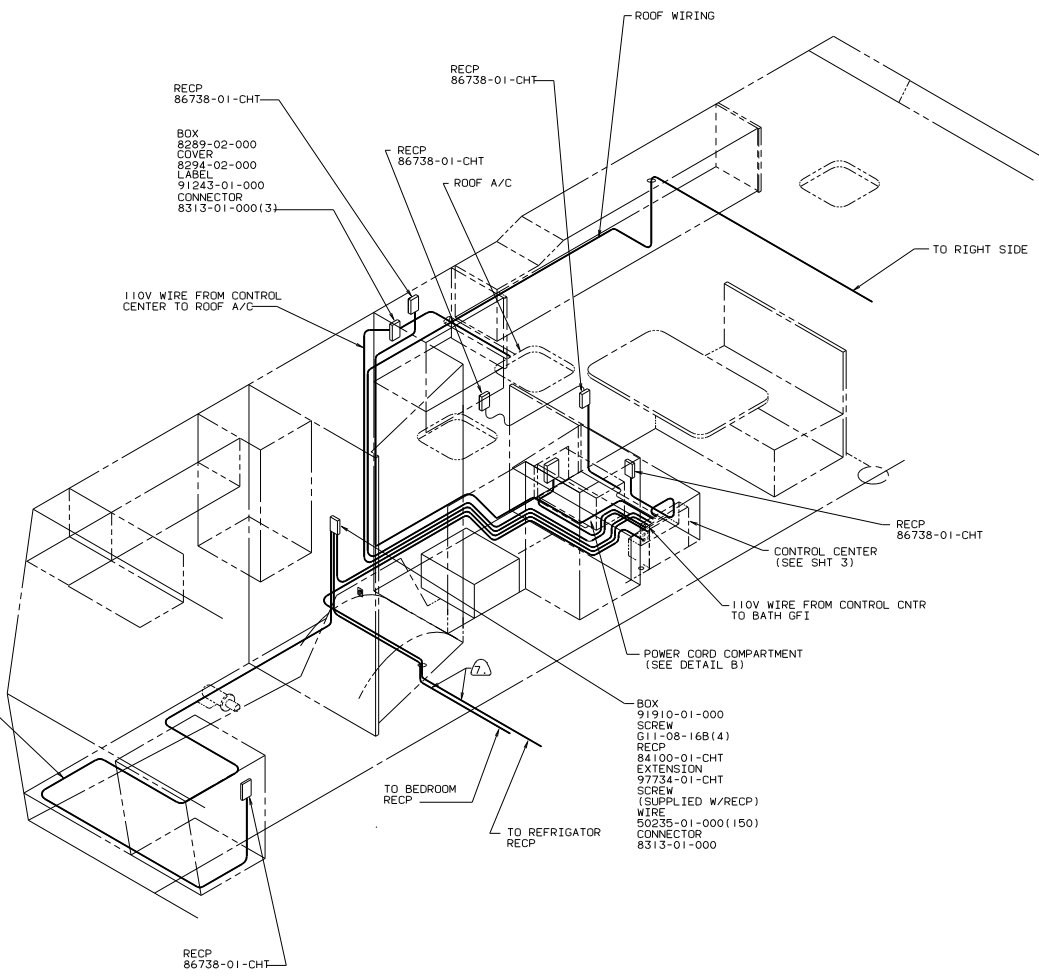 ROOF WIRING
RECP
86738-01-CHT
RECP
86738-01-CHT
BOX
8289-02-000
COVER
8294-02-000
LABEL
91243-01-000
CONNECTOR
8313-01-000(3)
RECP
86738-01-CHT
ROOF A/C
TO RIGHT SIDE
110V WIRE FROM CONTROL
CENTER TO ROOF A/C
RECP
86738-01-CHT
CONTROL CENTER
(SEE SHT 3)
110V WIRE FROM CONTROL CNTR
TO BATH GFI
POWER CORD COMPARTMENT
(SEE DETAIL B)
7.
BOX
91910-01-000
SCREW
G11-08-16B(4)
RECP
84100-01-CHT
EXTENSION
97734-01-CHT
SCREW
(SUPPLIED W/RECP)
WIRE
50235-01-000(150)
CONNECTOR
8313-01-000
TO BEDROOM
RECP
TO REFRIGATOR
RECP
RECP
86738-01-CHT